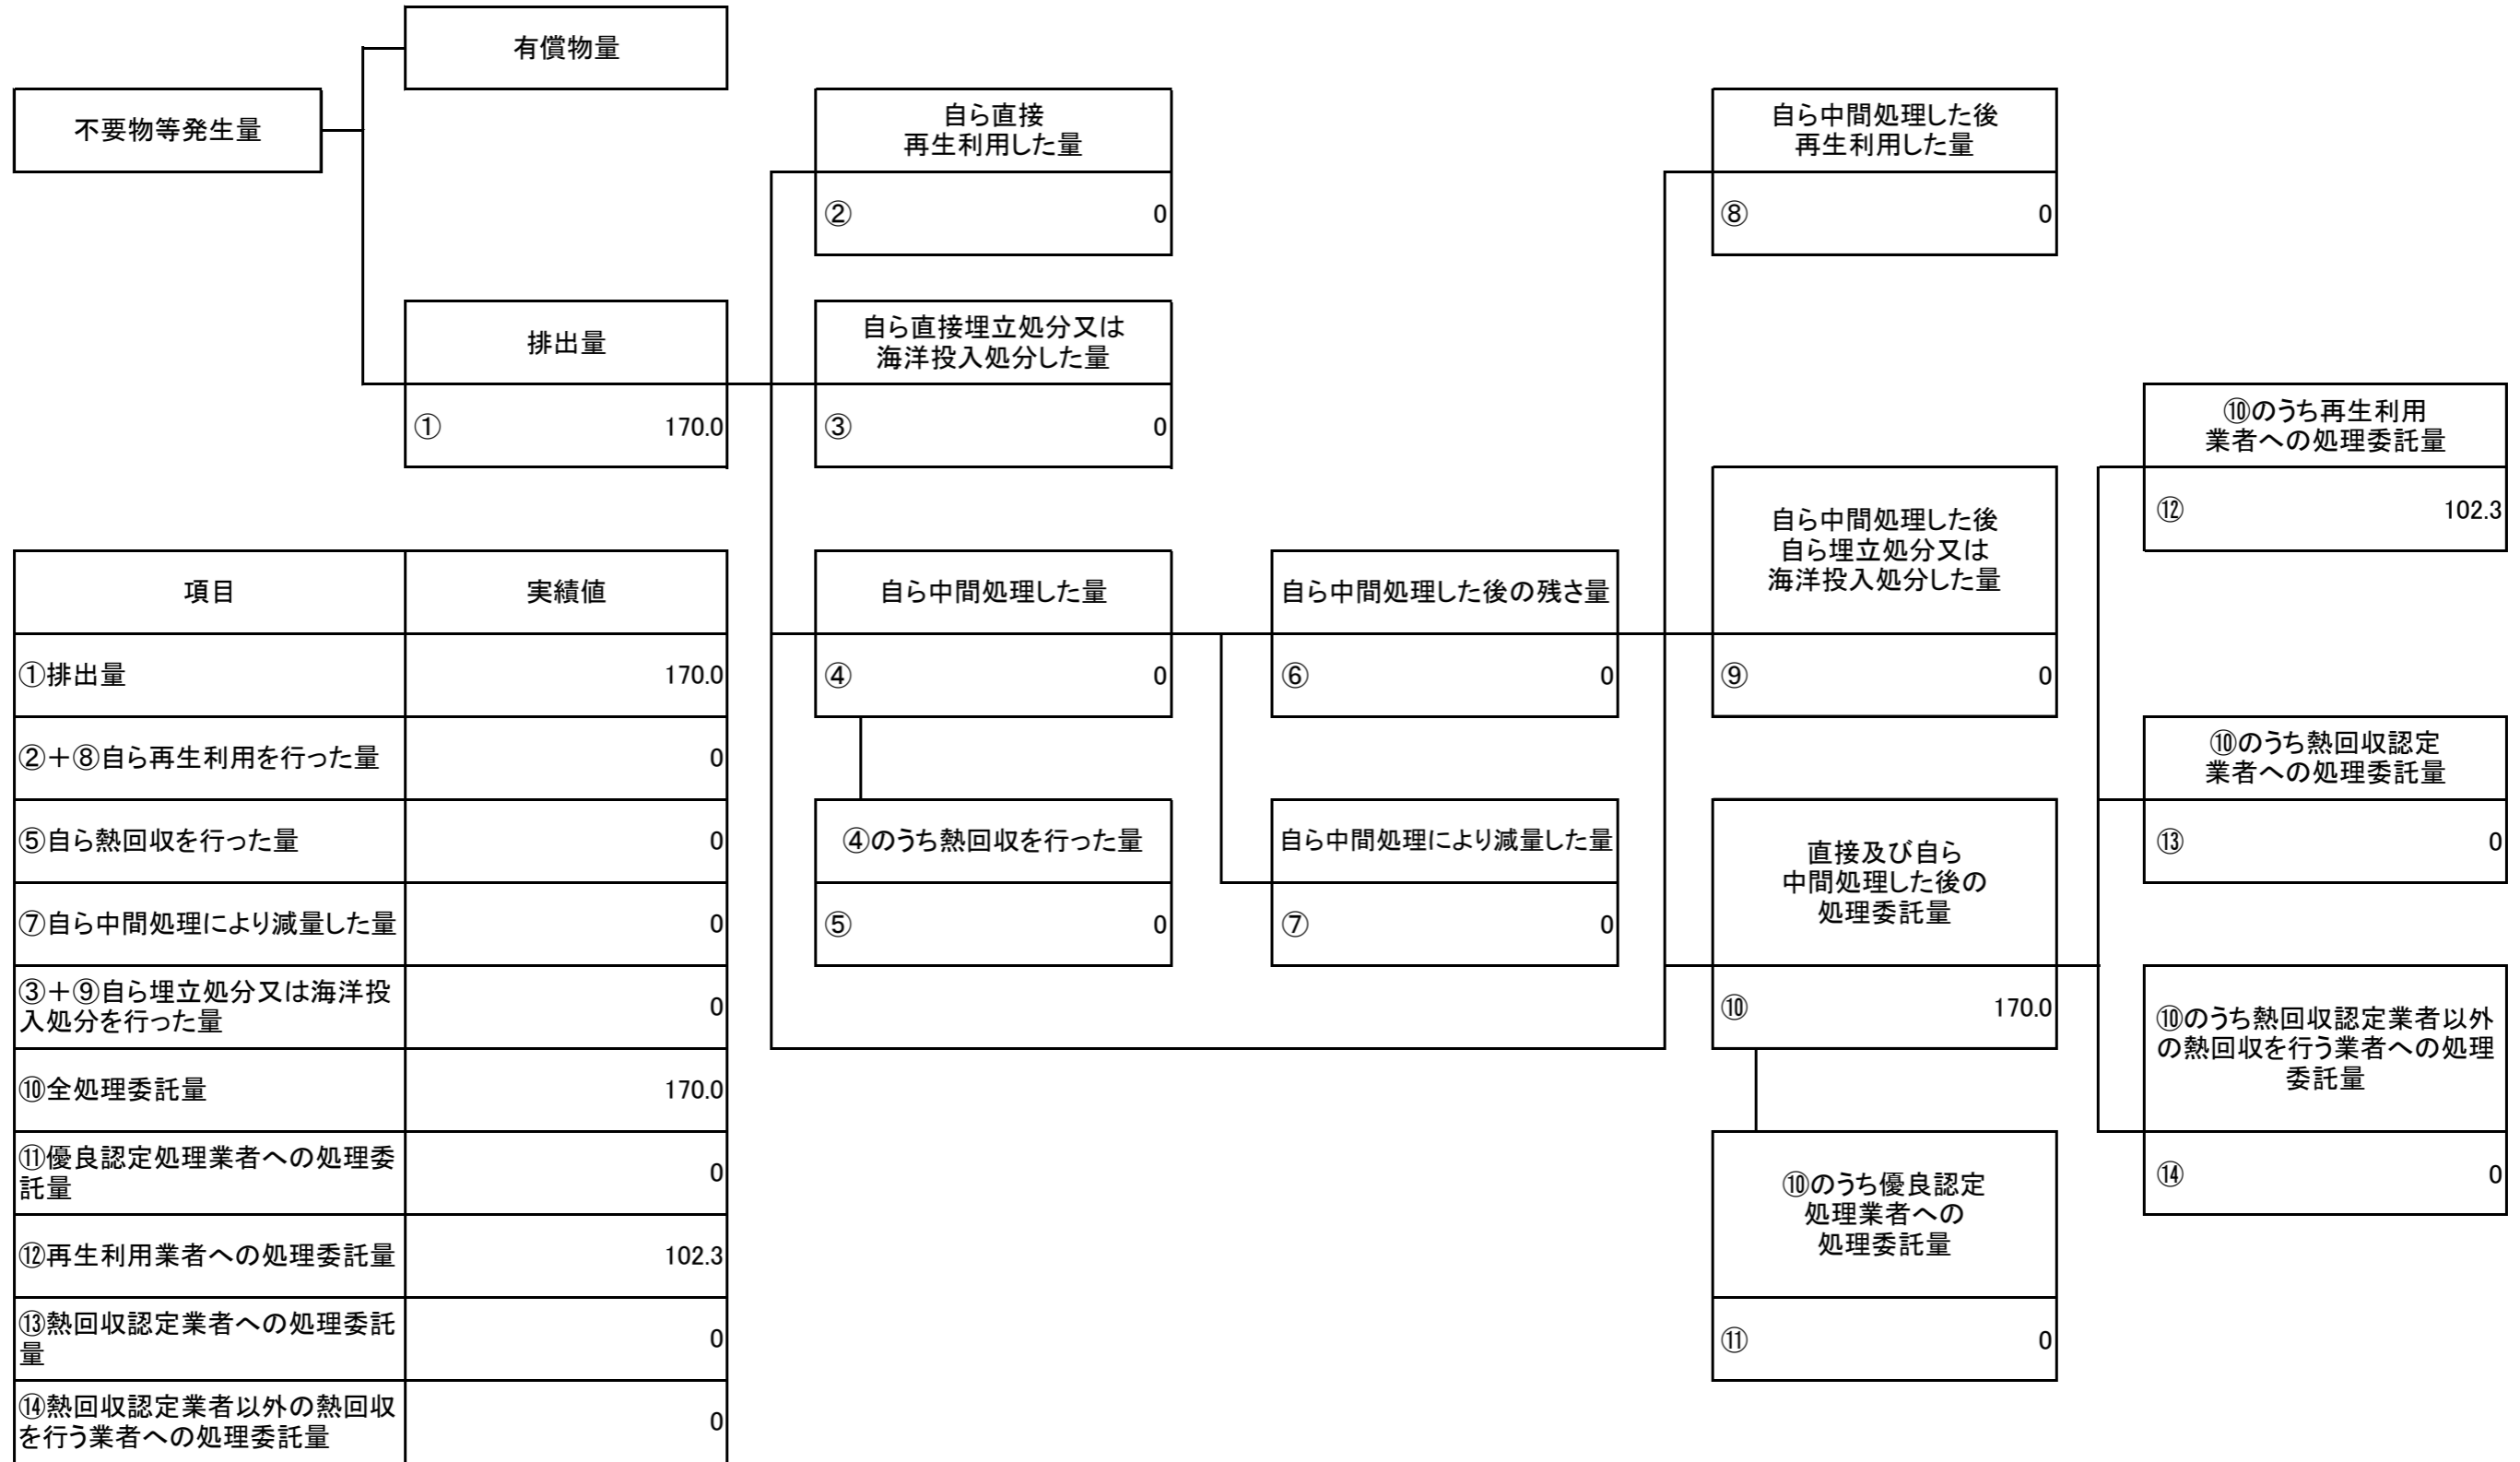 有償物量
不要物等発生量
自ら直接
再生利用した量
② 0
自ら中間処理した後
再生利用した量
⑧ 0
排出量
① 170.0
自ら直接埋立処分又は
海洋投入処分した量
③ 0
⑩のうち再生利用
業者への処理委託量
⑫ 102.3
自ら中間処理した量
④ 0
自ら中間処理した後の残さ量
⑥ 0
自ら中間処理した後
自ら埋立処分又は
海洋投入処分した量
⑨ 0
⑩のうち熱回収認定
業者への処理委託量
⑬ 0
④のうち熱回収を行った量
⑤ 0
自ら中間処理により減量した量
⑦ 0
直接及び自ら
中間処理した後の
処理委託量
⑩ 170.0
⑩のうち熱回収認定業者以外
の熱回収を行う業者への処理
委託量
⑭ 0
⑩のうち優良認定
処理業者への
処理委託量
⑪ 0
項目 実績値
①排出量 170.0
②＋⑧自ら再生利用を行った量 0
⑤自ら熱回収を行った量 0
⑦自ら中間処理により減量した量 0
③＋⑨自ら埋立処分又は海洋投
入処分を行った量 0
⑩全処理委託量 170.0
⑪優良認定処理業者への処理委
託量 0
⑫再生利用業者への処理委託量 102.3
⑬熱回収認定業者への処理委託
量 0
⑭熱回収認定業者以外の熱回収
を行う業者への処理委託量 0